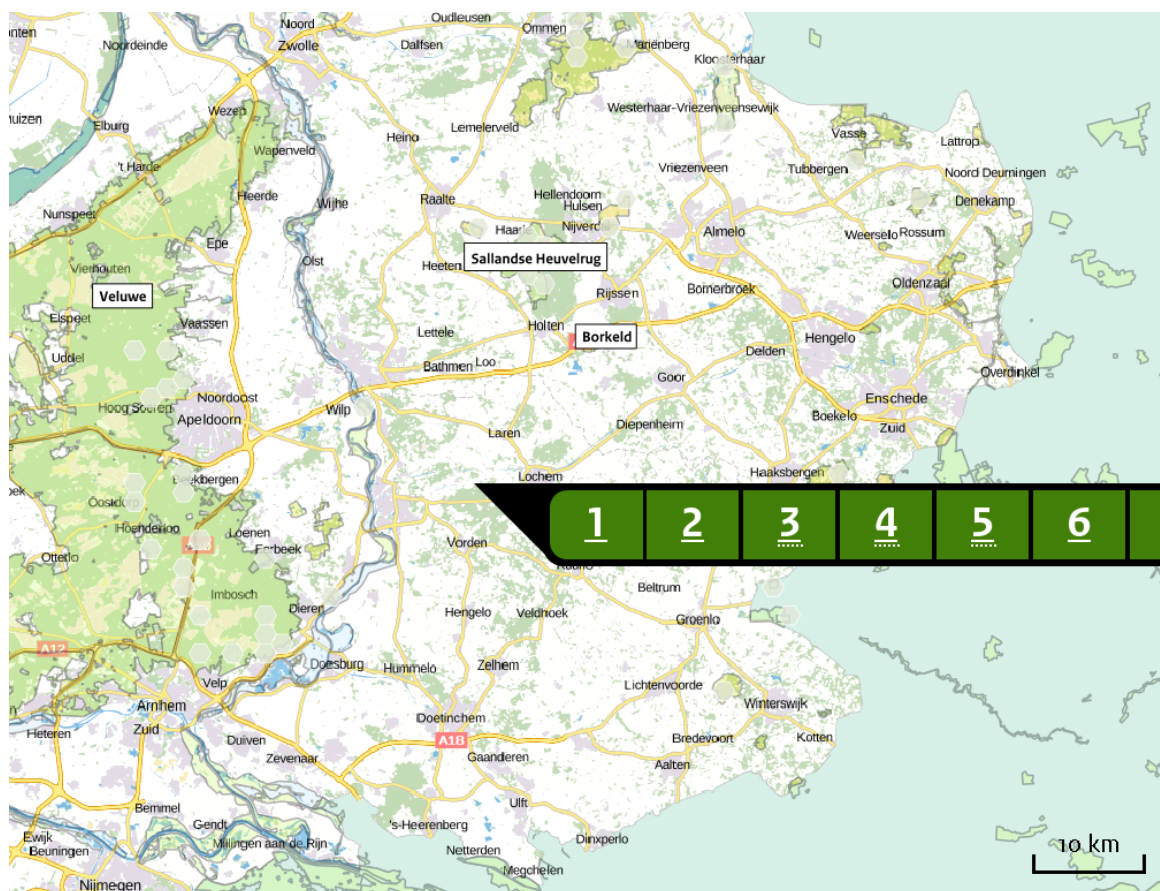 Oudleusen
Ommen
Noord
Zwolle
Noordeinde
Dalfsen
Mariënberg
Kloosterhaar
Wezep
Westerhaar-Vriezenveensewijk
Elburg
Heino
Lemelerveld
Vasse
Lattrop
't Harde
Wapenveld
Vriezenveen
Tubbergen
Noord Deurningen
Heerde
Raalte
Hellendoorn
Hulsen
Denekamp
Nunspeet
Wijhe
Epe
Haarle
Nijverdal
Almelo
Weerselo
Rossum
Olst
Heeten
Sallandse Heuvelrug
Vierhouten
Veluwe
Rijssen
Bornerbroek
Oldenzaal
Elspeet
Vaassen
Lettele
Holten
Borkeld
Hengelo
Uddel
Bathmen
Loo
Delden
Goor
Overdinkel
Hoog Soeren
Noordoost
Apeldoorn
Wilp
Enschede
Boekelo
Zuid
Diepenheim
Laren
Lochem
Haaksbergen
Beekbergen
1
2
3
4
5
6
Hoenderloo
Loenen
Eerbeek
Otterlo
Vorden
Beltrum
Imbosch
Dieren
Hengelo
Veldhoek
Groenlo
A12
Doesburg
Hummelo
Zelhem
Velp
Lichtenvoorde
Arnhem
Winterswijk
Doetinchem
Zuid
Heteren
Duiven
A18
Bredevoort
Kotten
Zevenaar
Gaanderen
Aalten
Bemmel
Ulft
Gendt
's-Heerenberg
Ewijk
Beuningen
Millingen aan de Rijn
Dinxperlo
Netterden
Megchelen
Nijmegen
10 km